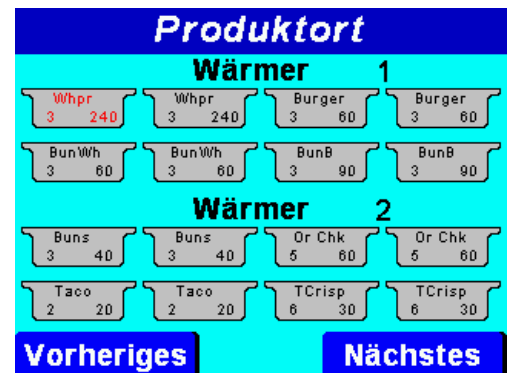 Produktort
Wärmer 1
Whpr Whpr Burger Burger
3 240 3 240 3 60 3 60
BunWh BunWh BunB BunB
3 60 3 60 3 90 3 90
Wärmer 2
Buns Buns Or Chk Or Chk
3 40 3 40 5 60 5 60
Taco Taco TCrisp TCrisp
2 20 2 20 6 30 6 30
Vorheriges Nächstes